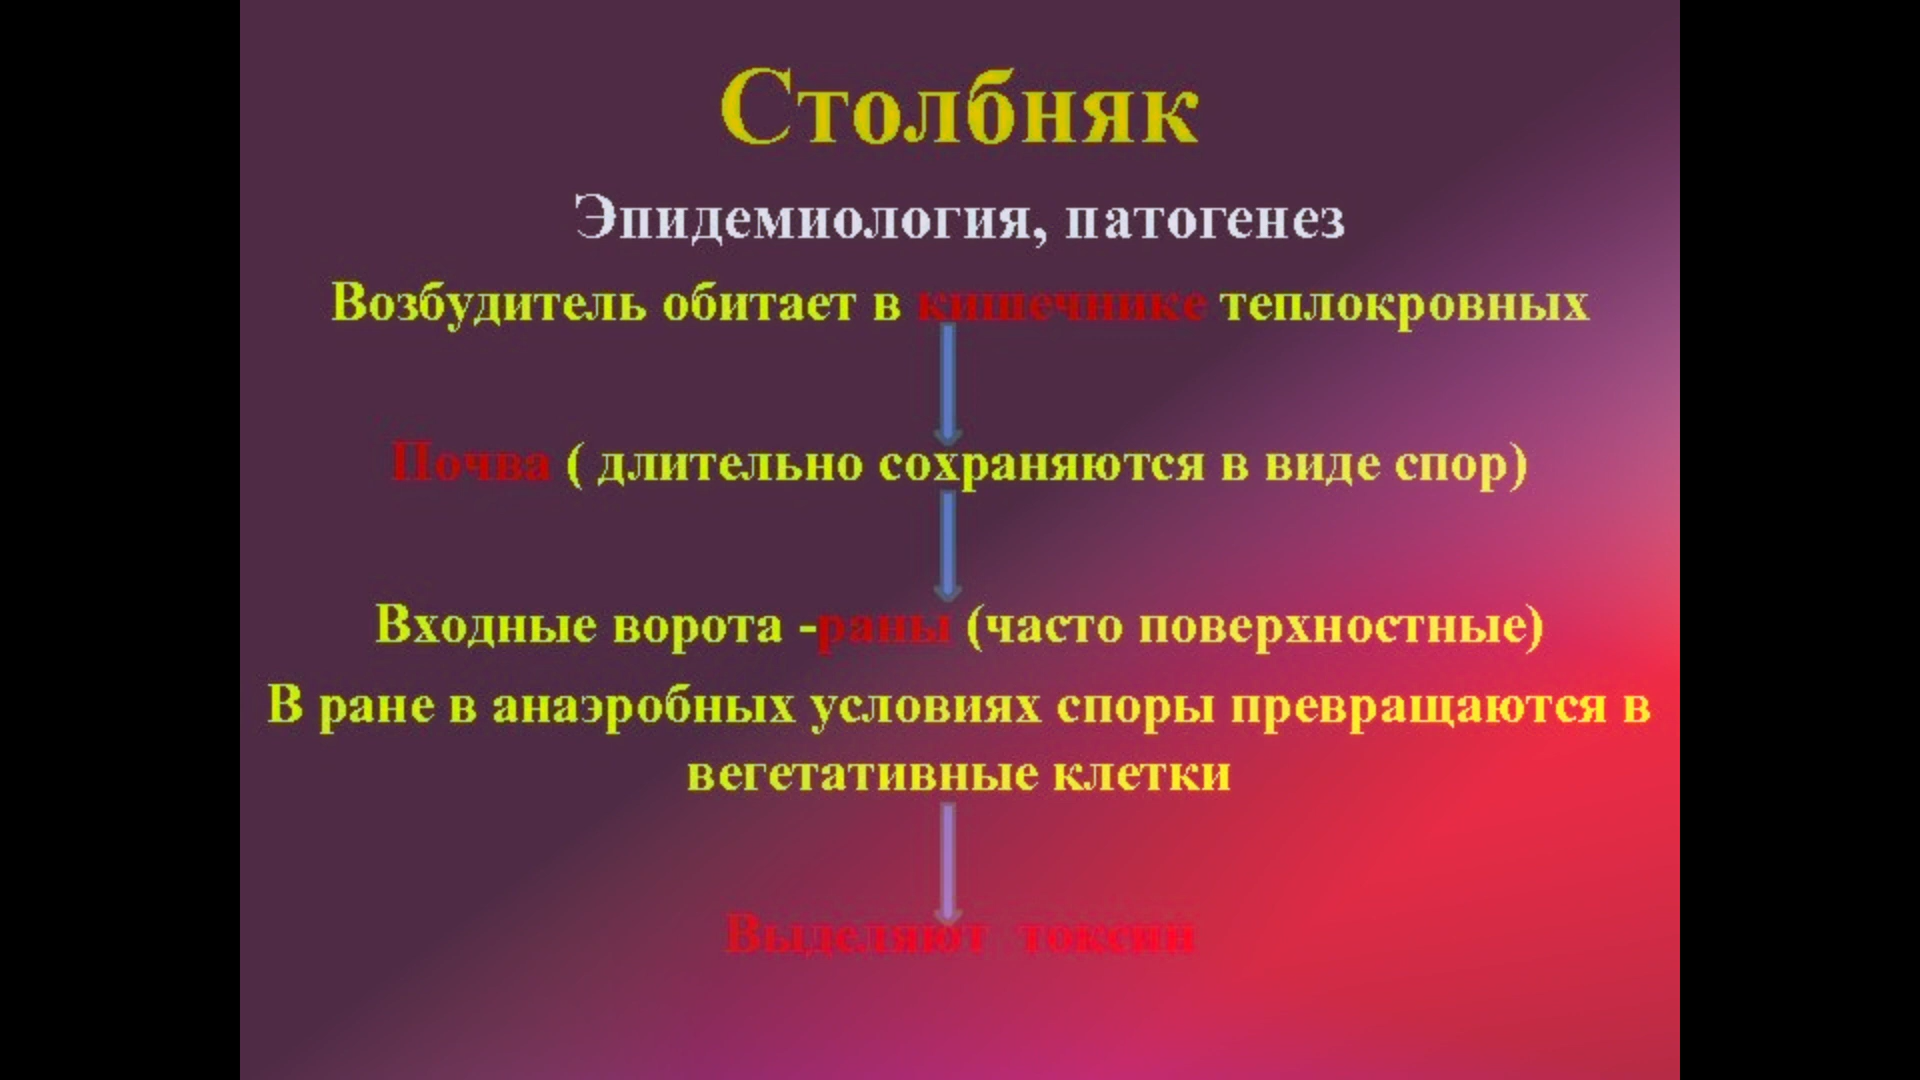 Столбняк
Эпидемиология, патогенез
Возбудитель обитает в кишечнике теплокровных
Почва ( длительно сохраняются в виде спор)
Входные ворота -раны (часто поверхностные)
В ране в анаэробных условиях споры превращаются в
вегетативные клетки
Выделяют токсин